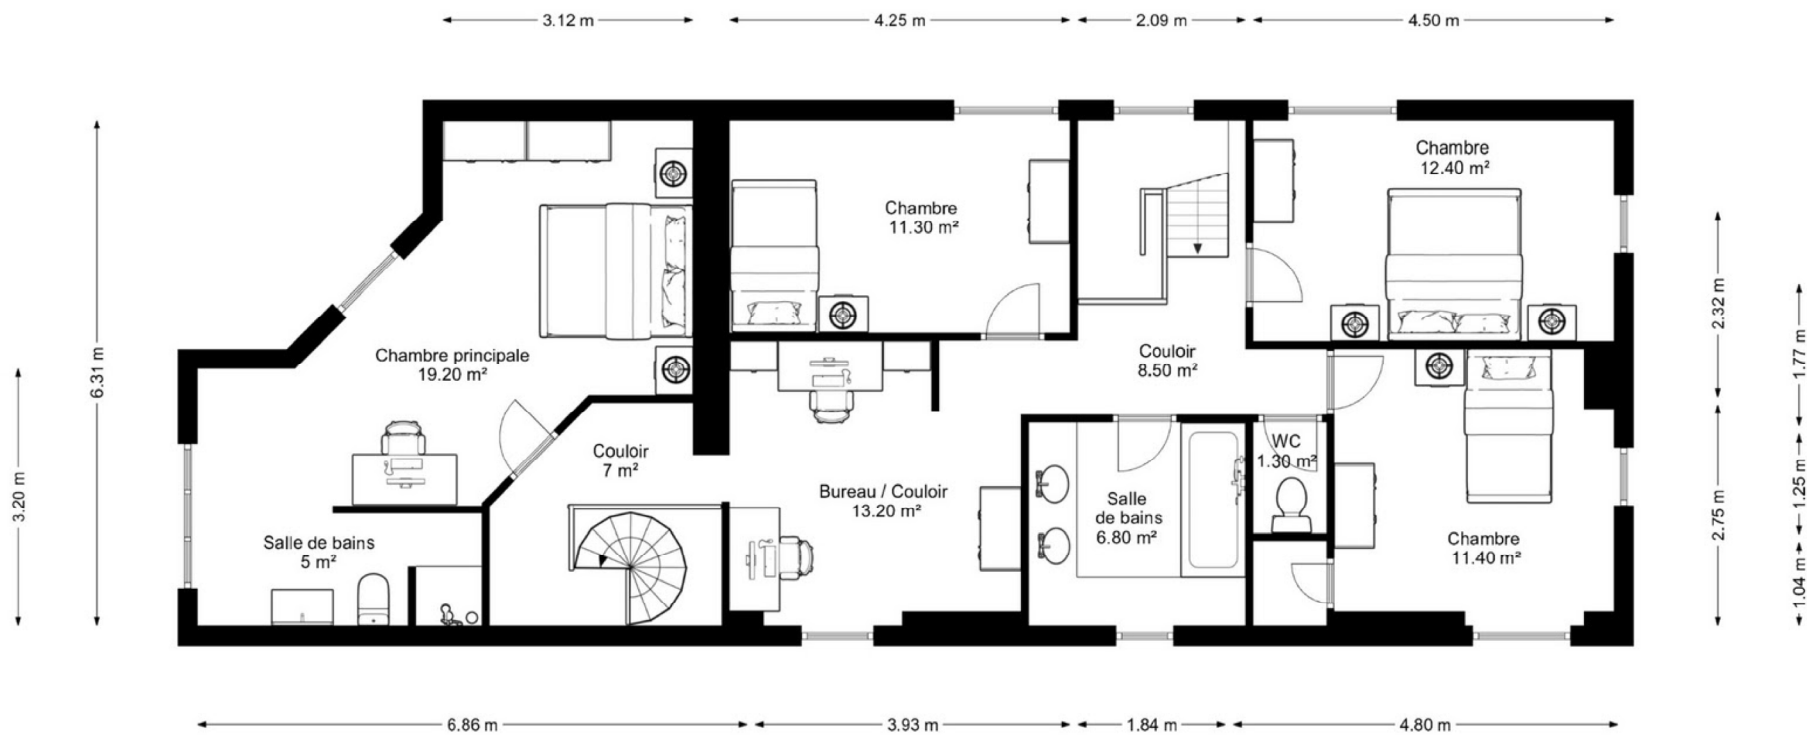 3.12 m
4.25 m
2.09 m
4.50 m
Chambre
12.40 m²
Chambre
11.30 m²
2.32 m
6.31 m
1.77 m
Chambre principale
19.20 m²
Couloir
8.50 m²
Couloir
7 m²
WC
1.30 m²
3.20 m
Bureau / Couloir
13.20 m²
Salle
de bains
6.80 m²
1.25 m
2.75 m
Salle de bains
5 m²
Chambre
11.40 m²
1.04 m
6.86 m
3.93 m
1.84 m
4.80 m